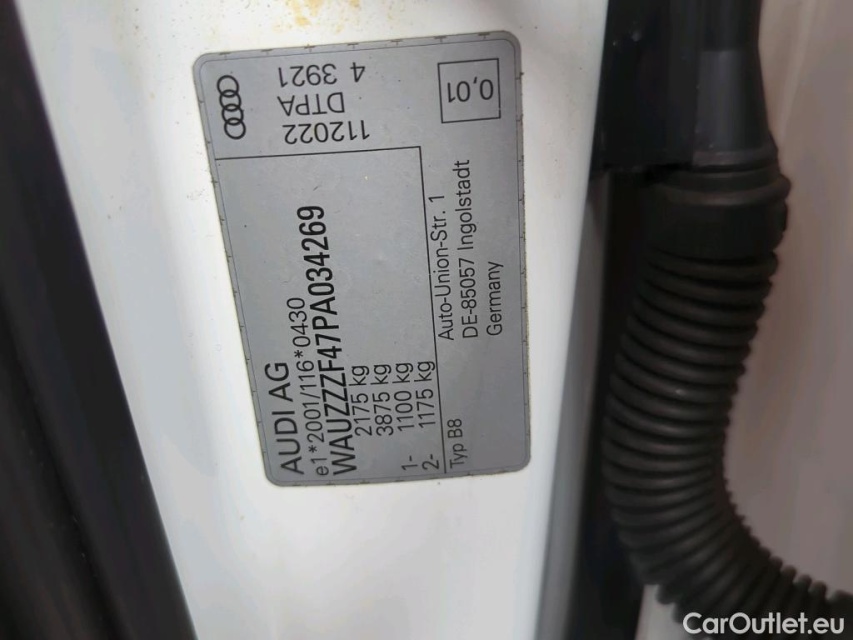 AUDI AG
e1*2001/116*0430
WAUZZZF47PA034269
2175 kg
3875 kg
1- 1100 kg
2- 1175 kg
Typ B8
Auto-Union-Str. 1
DE-85057 Ingolstadt
Germany
112022
DTPA
4 3921
0,01
CarOutlet.eu